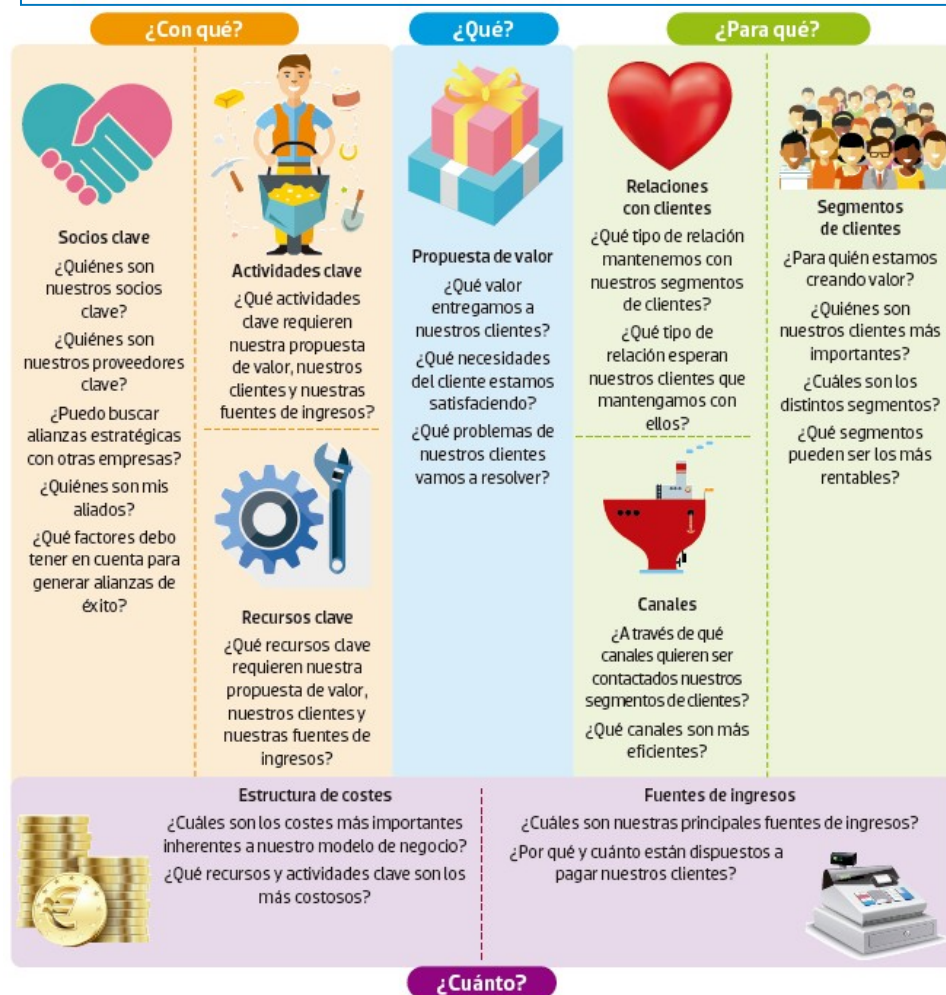 ¿Con qué?
¿Qué?
¿Para qué?
Socios clave
¿Quiénes son
nuestros socios
clave?
¿Quiénes son
nuestros proveedores
clave?
¿Puedo buscar
alianzas estratégicas
con otras empresas?
¿Quiénes son mis
aliados?
¿Qué factores debo
tener en cuenta para
generar alianzas de
éxito?
Actividades clave
¿Qué actividades
clave requieren
nuestra propuesta
de valor, nuestros
clientes y nuestras
fuentes de ingresos?
Recursos clave
¿Qué recursos clave
requieren nuestra
propuesta de valor,
nuestros clientes y
nuestras fuentes de
ingresos?
Propuesta de valor
¿Qué valor
entregamos a
nuestros clientes?
¿Qué necesidades
del cliente estamos
satisfaciendo?
¿Qué problemas de
nuestros clientes
vamos a resolver?
Relaciones
con clientes
¿Qué tipo de relación
mantenemos con
nuestros segmentos
de clientes?
¿Qué tipo de
relación esperan
nuestros clientes que
mantengamos con
ellos?
Canales
¿A través de qué
canales quieren ser
contactados nuestros
segmentos de clientes?
¿Qué canales son más
eficientes?
Segmentos
de clientes
¿Para quién estamos
creando valor?
¿Quiénes son
nuestros clientes más
importantes?
¿Cuáles son los
distintos segmentos?
¿Qué segmentos
pueden ser los más
rentables?
Estructura de costes
¿Cuáles son los costes más importantes
inherentes a nuestro modelo de negocio?
¿Qué recursos y actividades clave son los
más costosos?
Fuentes de ingresos
¿Cuáles son nuestras principales fuentes de ingresos?
¿Por qué y cuánto están dispuestos a
pagar nuestros clientes?
¿Cuánto?